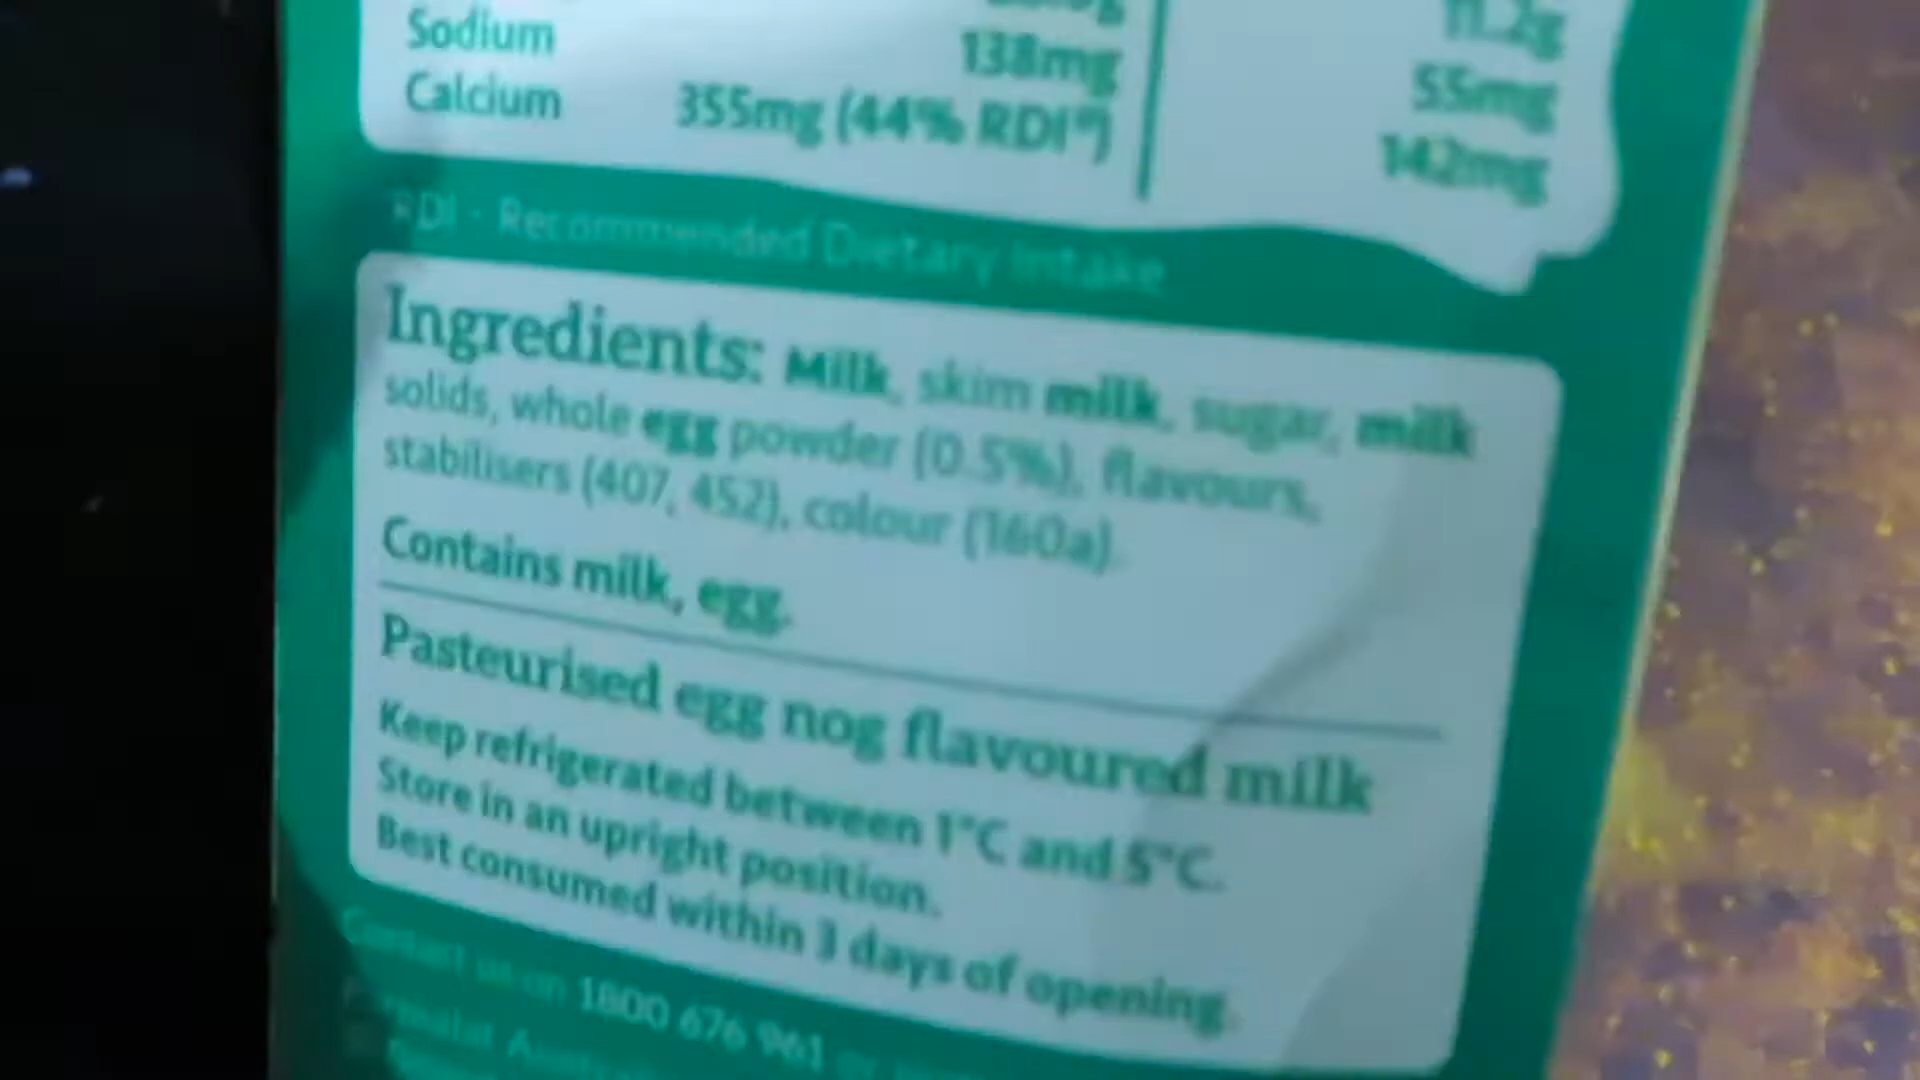 11.2g
Sodium 138mg 55mg
Calcium 355mg (44% RDI#) 142mg
RDI - Recommended Dietary Intake
Ingredients: Milk, skim milk, sugar, milk
solids, whole egg powder (0.5%), flavours,
stabilisers (407, 452), colour (160a).
Contains milk, egg.
Pasteurised egg nog flavoured milk
Keep refrigerated between 1°C and 5°C.
Store in an upright position.
Best consumed within 3 days of opening.
Contact us on 1800 676 961 or